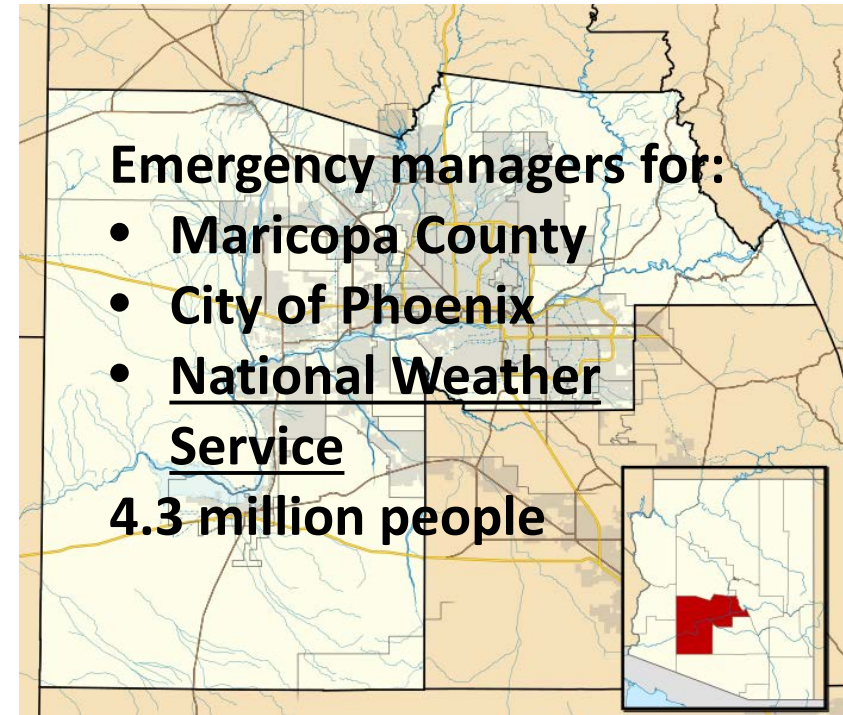 Emergency managers for:
• Maricopa County
• City of Phoenix
• National Weather
Service
4.3 million people